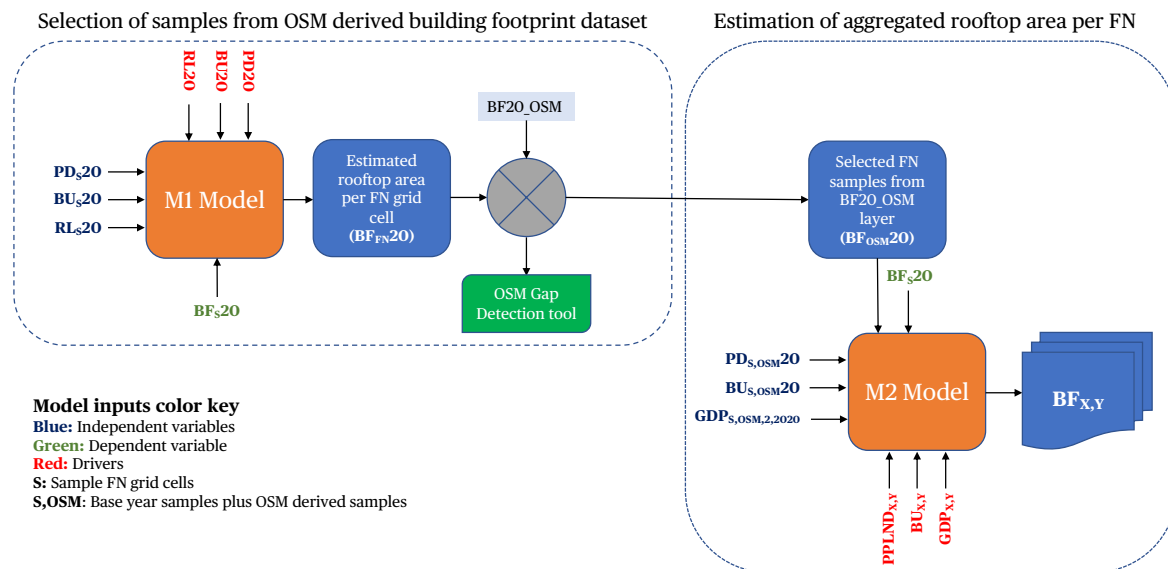 Selection of samples from OSM derived building footprint dataset
Estimation of aggregated rooftop area per FN
RL20
BU20
PD20
BF20_OSM
PDS20
BUS20
RLS20
M1 Model
Estimated
rooftop area
per FN grid
cell
(BFFN20)
Selected FN
samples from
BF20_OSM
layer
(BFOSM20)
BFS20
OSM Gap
Detection tool
BFS20
PDS,OSM20
BUS,OSM20
GDPS,OSM,2,2020
M2 Model
BFX,Y
PPLNDX,Y
BUX,Y
GDPX,Y
Model inputs color key
Blue: Independent variables
Green: Dependent variable
Red: Drivers
S: Sample FN grid cells
S,OSM: Base year samples plus OSM derived samples